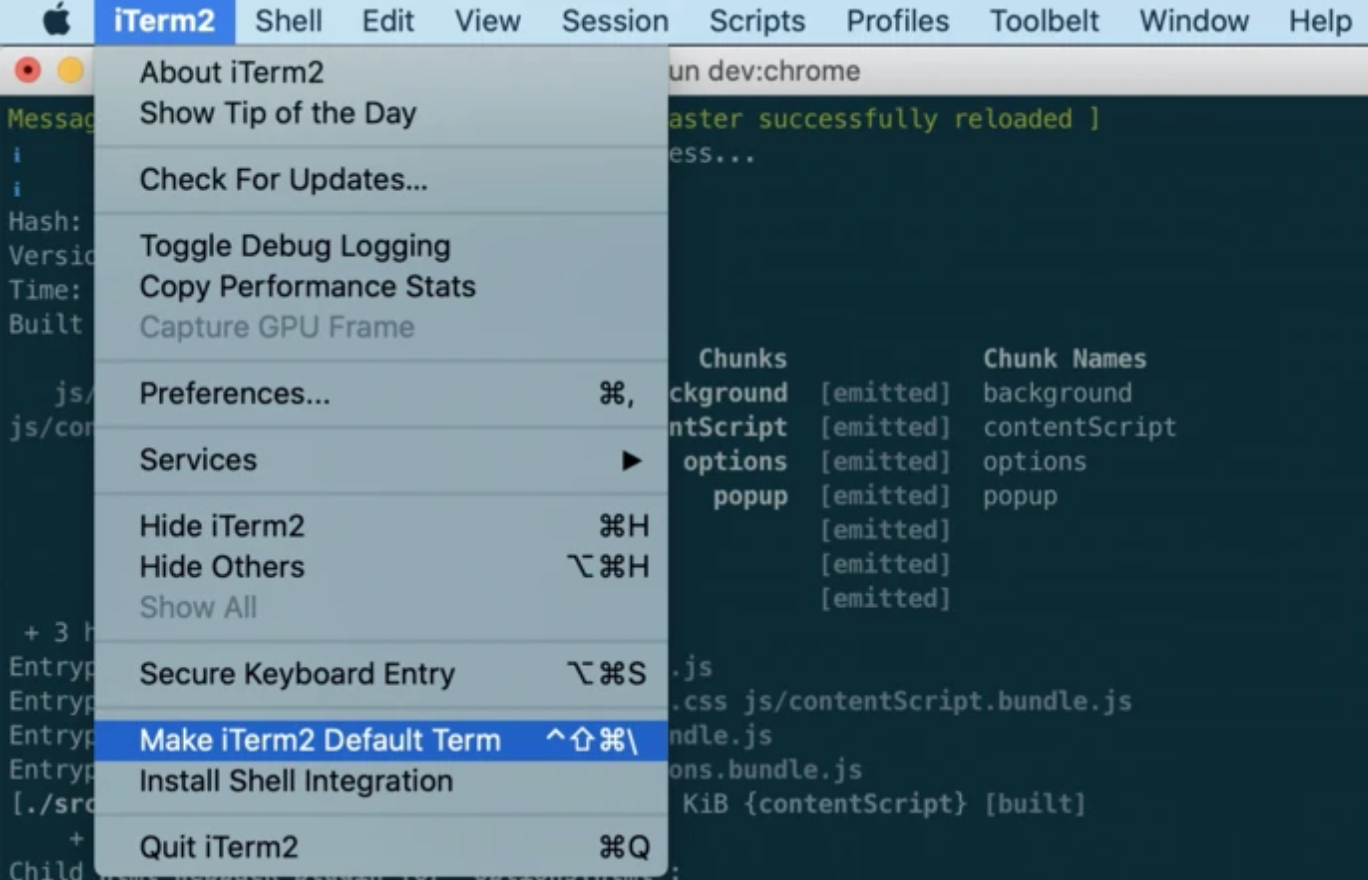 iTerm2 Shell Edit View Session Scripts Profiles Toolbelt Window Help
un dev:chrome
About iTerm2
Show Tip of the Day
Check For Updates...
Toggle Debug Logging
Copy Performance Stats
Capture GPU Frame
Preferences... ⌘,
Services ▶
Hide iTerm2 ⌘H
Hide Others ⌥⌘H
Show All
Secure Keyboard Entry ⌥⌘S
Make iTerm2 Default Term ^⇧⌘\
Install Shell Integration
Quit iTerm2 ⌘Q
Messag aster successfully reloaded ]
i ess...
i
Hash:
Versio
Time:
Built
Chunks Chunk Names
js/ ckground [emitted] background
js/con ntScript [emitted] contentScript
options [emitted] options
popup [emitted] popup
[emitted]
[emitted]
[emitted]
+ 3 h
Entryp .js
Entryp .css js/contentScript.bundle.js
Entryp ndle.js
Entryp ons.bundle.js
[./src KiB {contentScript} [built]
+
Child